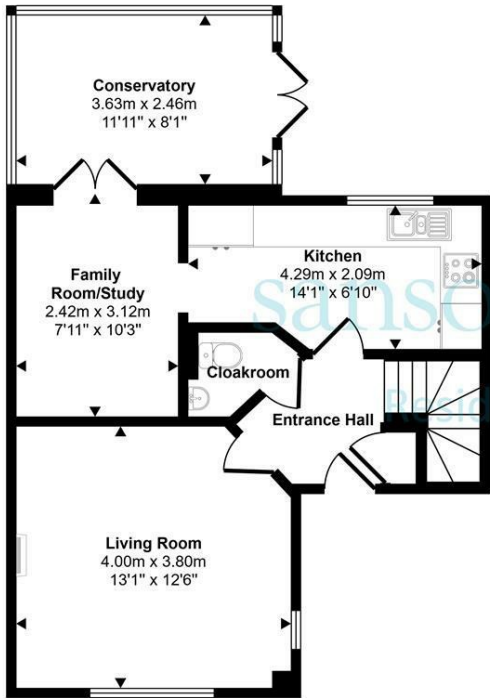 Conservatory
3.63m x 2.46m
11'11" x 8'1"
Family
Room/Study
2.42m x 3.12m
7'11" x 10'3"
Kitchen
4.29m x 2.09m
14'1" x 6'10"
sanso
Cloakroom
Entrance Hall
Resid
Living Room
4.00m x 3.80m
13'1" x 12'6"